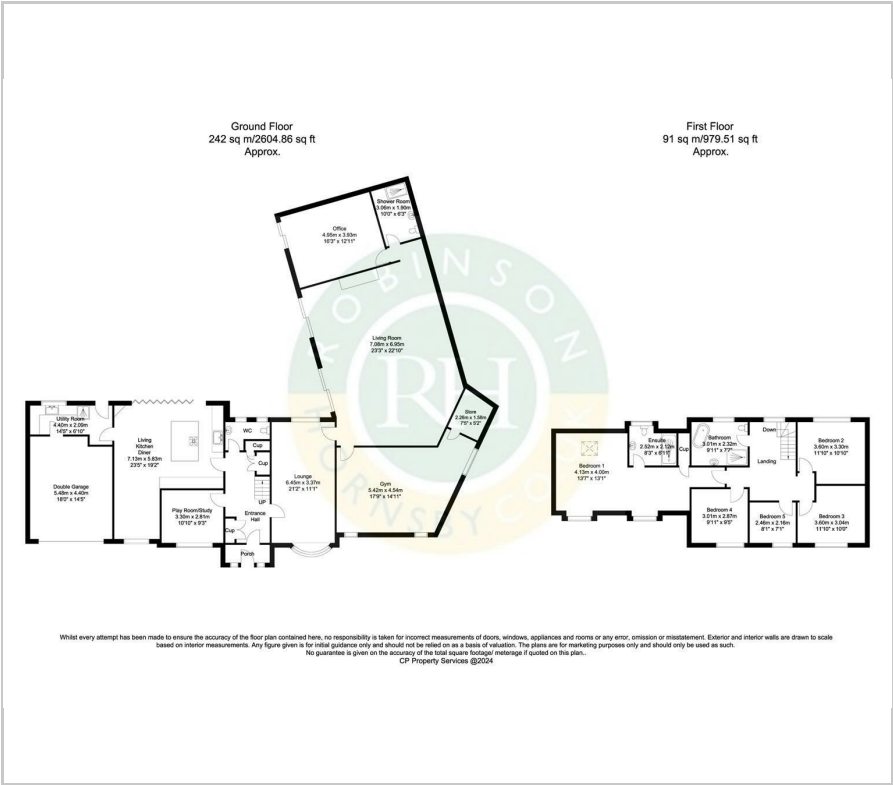 Ground Floor
242 sq m/2604.86 sq ft
Approx.
First Floor
91 sq m/979.51 sq ft
Approx.
Shower Room
3.06m x 1.90m
10'0" x 6'3"
Office
4.95m x 3.93m
16'3" x 12'11"
Living Room
7.08m x 6.95m
23'3" x 22'10"
Store
2.26m x 1.58m
7'5" x 5'2"
Utility Room
4.40m x 2.09m
14'5" x 6'10"
Living
Kitchen
Diner
7.13m x 5.83m
23'5" x 19'2"
WC
Cup
Cup
Lounge
6.45m x 3.37m
21'2" x 11'1"
Gym
5.42m x 4.54m
17'9" x 14'11"
Double Garage
5.48m x 4.40m
18'0" x 14'5"
Play Room/Study
3.30m x 2.81m
10'10" x 9'3"
UP
Entrance
Hall
Cup
Porch
Bedroom 1
4.13m x 4.00m
13'7" x 13'1"
Ensuite
2.52m x 2.12m
8'3" x 6'11"
Cup
Bathroom
3.01m x 2.32m
9'11" x 7'7"
Down
Landing
Bedroom 2
3.60m x 3.30m
11'10" x 10'10"
Bedroom 4
3.01m x 2.87m
9'11" x 9'5"
Bedroom 5
2.46m x 2.16m
8'1" x 7'1"
Bedroom 3
3.60m x 3.04m
11'10" x 10'0"
ROBINSON
RH
HORNSBY
Whilst every attempt has been made to ensure the accuracy of the floor plan contained here, no responsibility is taken for incorrect measurements of doors, windows, appliances and rooms or any error, omission or misstatement. Exterior and interior walls are drawn to scale
based on interior measurements. Any figure given is for initial guidance only and should not be relied on as a basis of valuation. The plans are for marketing purposes only and should only be used as such.
No guarantee is given on the accuracy of the total square footage/ meterage if quoted on this plan..
CP Property Services @2024